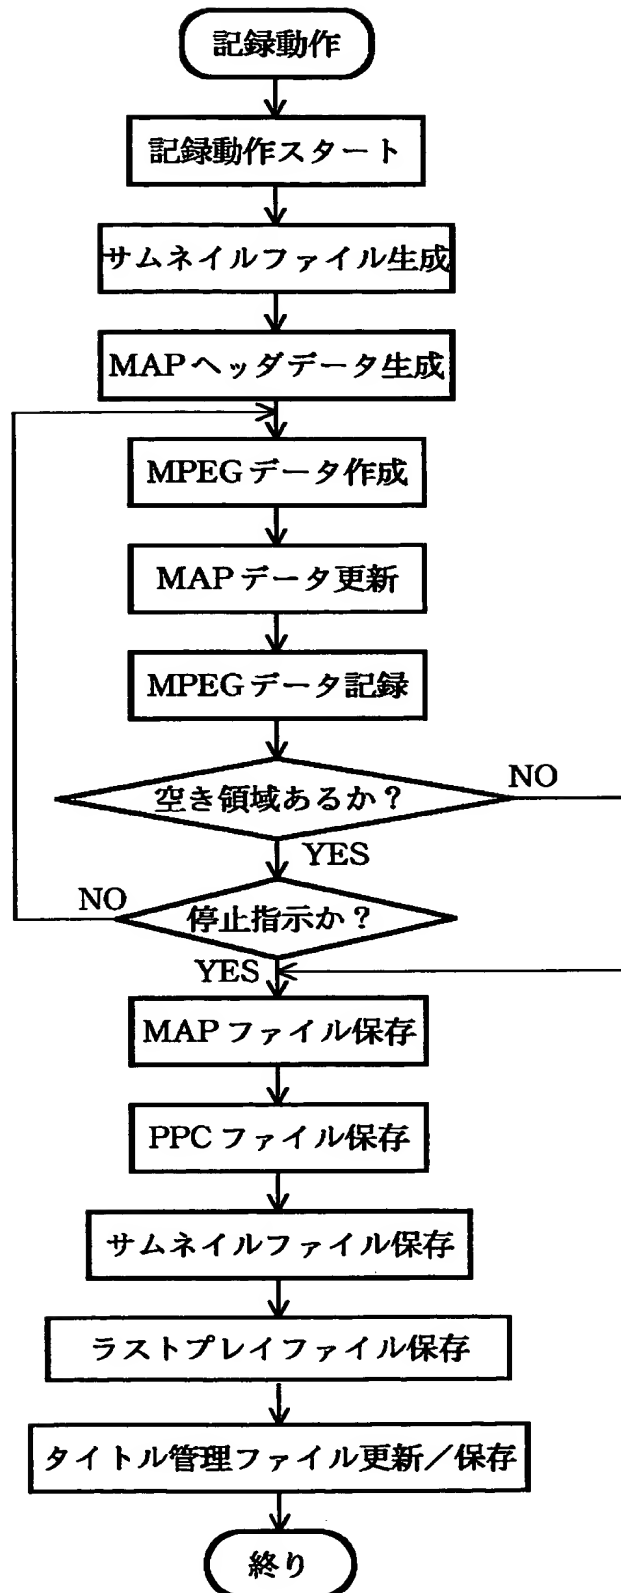 記録動作
記録動作スタート
サムネイルファイル生成
MAPヘッダデータ生成
MPEGデータ作成
MAPデータ更新
MPEGデータ記録
空き領域あるか？
NO
YES
NO
停止指示か？
YES
MAPファイル保存
PPCファイル保存
サムネイルファイル保存
ラストプレイファイル保存
タイトル管理ファイル更新／保存
終り